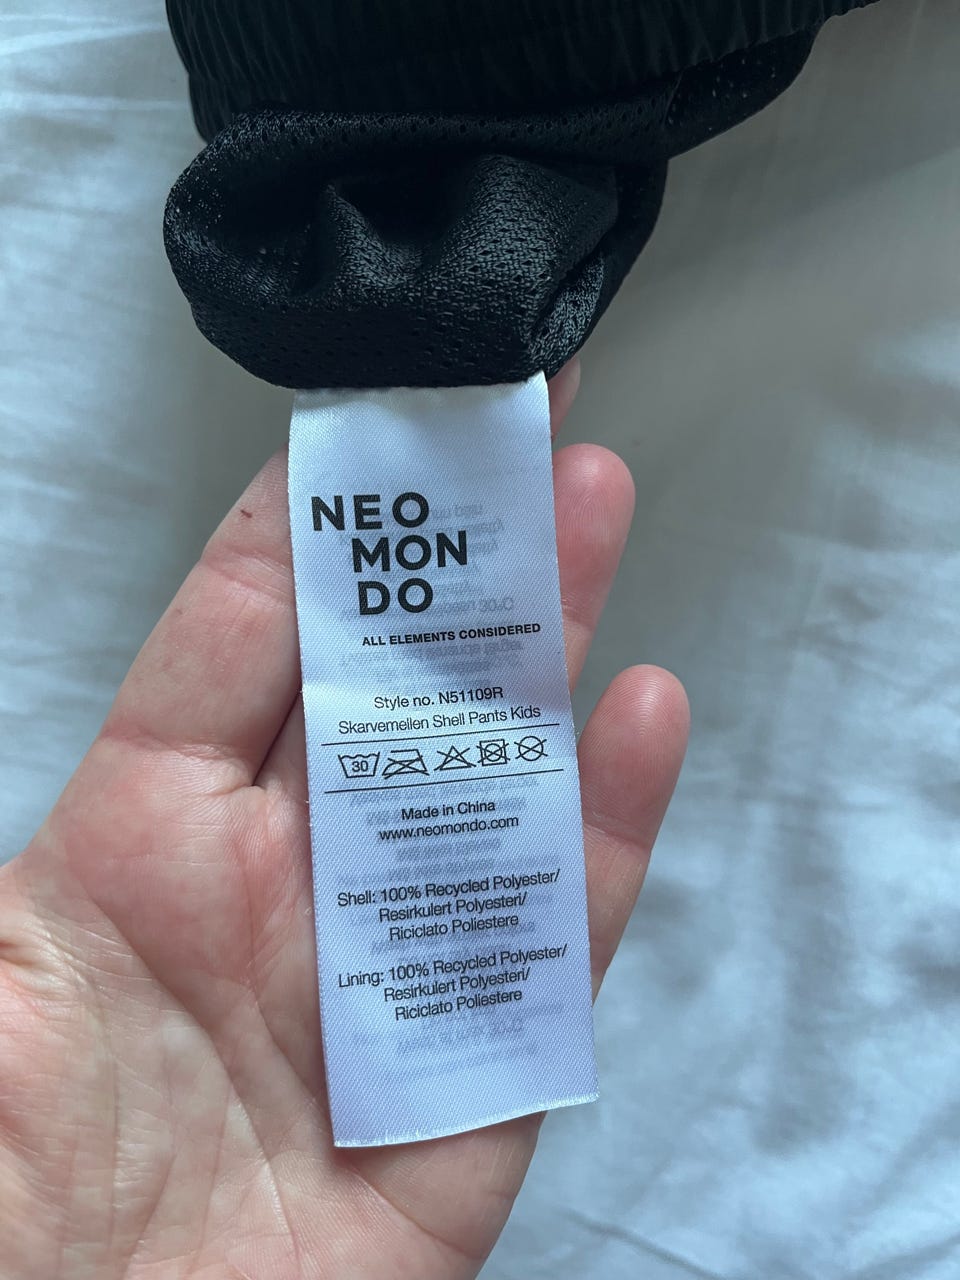 NEO
MON
DO
ALL ELEMENTS CONSIDERED
Style no. N51109R
Skarvemellen Shell Pants Kids
30
Made in China
www.neomondo.com
Shell: 100% Recycled Polyester/
Resirkulert Polyesteri/
Riciclato Poliestere
Lining: 100% Recycled Polyester/
Resirkulert Polyesteri/
Riciclato Poliestere